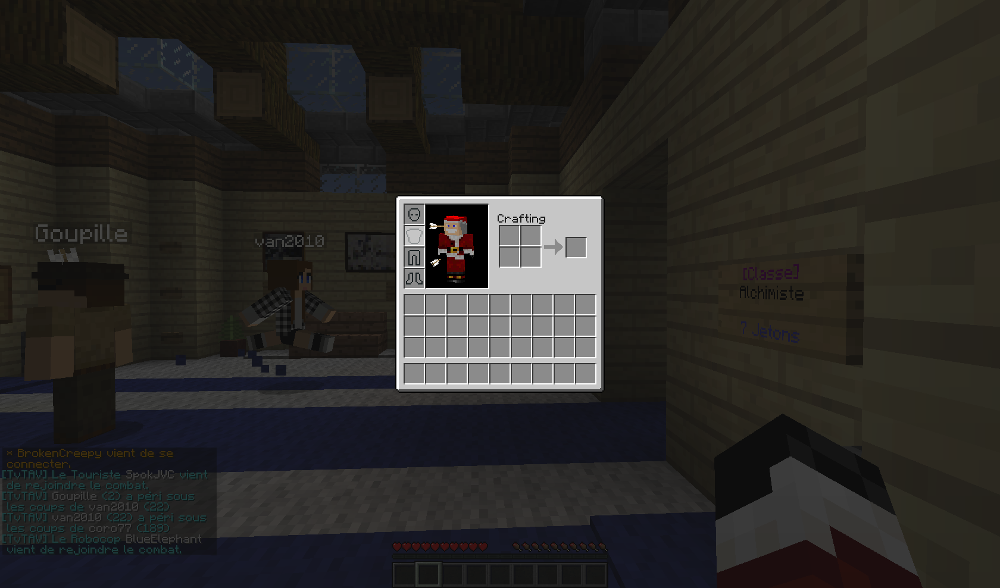 Goupille
van2010
Crafting
[Classe]
Alchimiste
7 Jetons
* BrokenCreepy vient de se
connecter.
[TvTAV] Le Touriste SpokJVC vient
de rejoindre le combat.
[TvTAV] Goupille (2) a péri sous
les coups de van2010 (22)
[TvTAV] van2010 (22) a péri sous
les coups de coro77 (189)
[TvTAV] Le Robocop BlueElephant
vient de rejoindre le combat.